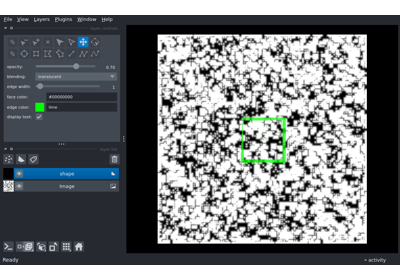 File View Layers Plugins Window Help
opacity: 0.70
blending: translucent
edge width: 1
face color: #00000000
edge color: lime
display text: ✓
shape
Image
Ready
activity